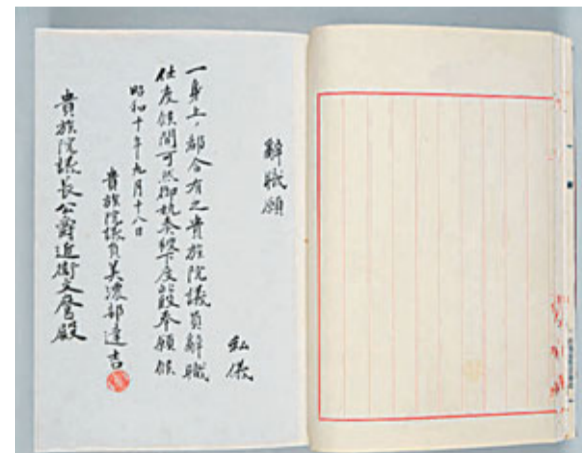 辭職願
私儀
一身上ノ都合有之貴族院議員辭職
仕度候間可然御執奏被下度此段奉願候
昭和十年九月十八日
貴族院議員美濃部達吉
貴族院議長公爵近衛文麿殿